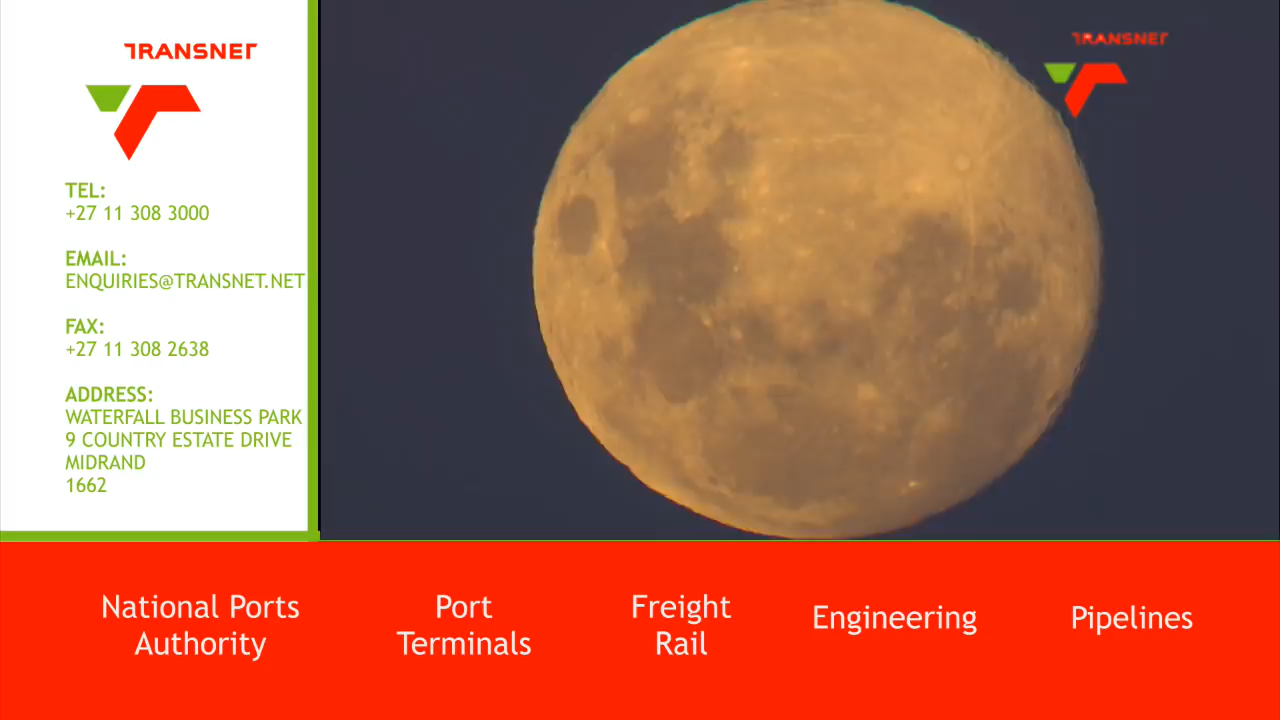 TRANSNET
TEL:
+27 11 308 3000
EMAIL:
ENQUIRIES@TRANSNET.NET
FAX:
+27 11 308 2638
ADDRESS:
WATERFALL BUSINESS PARK
9 COUNTRY ESTATE DRIVE
MIDRAND
1662
TRANSNET
National Ports
Authority
Port
Terminals
Freight
Rail
Engineering
Pipelines